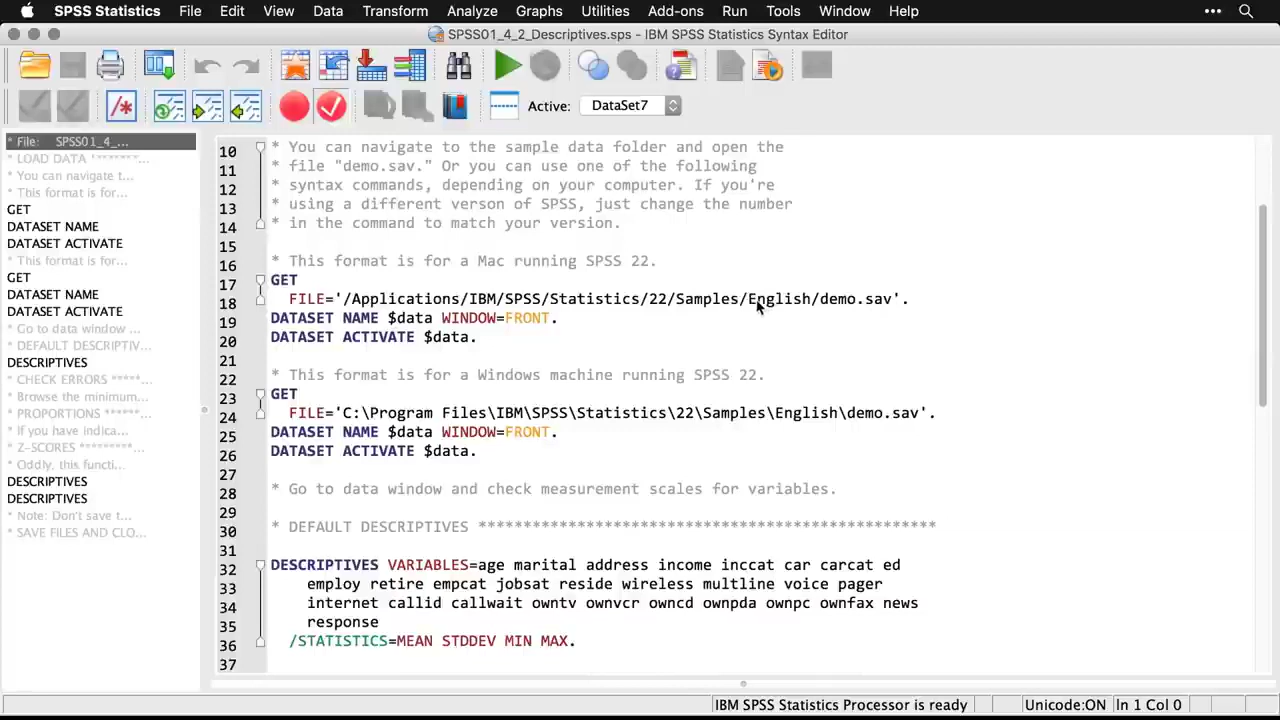 SPSS Statistics File Edit View Data Transform Analyze Graphs Utilities Add-ons Run Tools Window Help
SPSS01_4_2_Descriptives.sps - IBM SPSS Statistics Syntax Editor
Active: DataSet7
* File: SPSS01_4_...
* LOAD DATA *******...
* You can navigate t...
* This format is for...
GET
DATASET NAME
DATASET ACTIVATE
* This format is for...
GET
DATASET NAME
DATASET ACTIVATE
* Go to data window ...
* DEFAULT DESCRIPTIV...
DESCRIPTIVES
* CHECK ERRORS *****...
* Browse the minimum...
* PROPORTIONS ******...
* If you have indica...
* Z-SCORES *********...
* Oddly, this functi...
DESCRIPTIVES
DESCRIPTIVES
* Note: Don't save t...
* SAVE FILES AND CLO...
10 * You can navigate to the sample data folder and open the
11 * file "demo.sav." Or you can use one of the following
12 * syntax commands, depending on your computer. If you're
13 * using a different verson of SPSS, just change the number
14 * in the command to match your version.
15
16 * This format is for a Mac running SPSS 22.
17 GET
18 FILE='/Applications/IBM/SPSS/Statistics/22/Samples/English/demo.sav'.
19 DATASET NAME $data WINDOW=FRONT.
20 DATASET ACTIVATE $data.
21
22 * This format is for a Windows machine running SPSS 22.
23 GET
24 FILE='C:\Program Files\IBM\SPSS\Statistics\22\Samples\English\demo.sav'.
25 DATASET NAME $data WINDOW=FRONT.
26 DATASET ACTIVATE $data.
27
28 * Go to data window and check measurement scales for variables.
29
30 * DEFAULT DESCRIPTIVES ***************************************************
31
32 DESCRIPTIVES VARIABLES=age marital address income inccat car carcat ed
33 employ retire empcat jobsat reside wireless multline voice pager
34 internet callid callwait owntv ownvcr owncd ownpda ownpc ownfax news
35 response
36 /STATISTICS=MEAN STDDEV MIN MAX.
37
IBM SPSS Statistics Processor is ready Unicode:ON In 1 Col 0